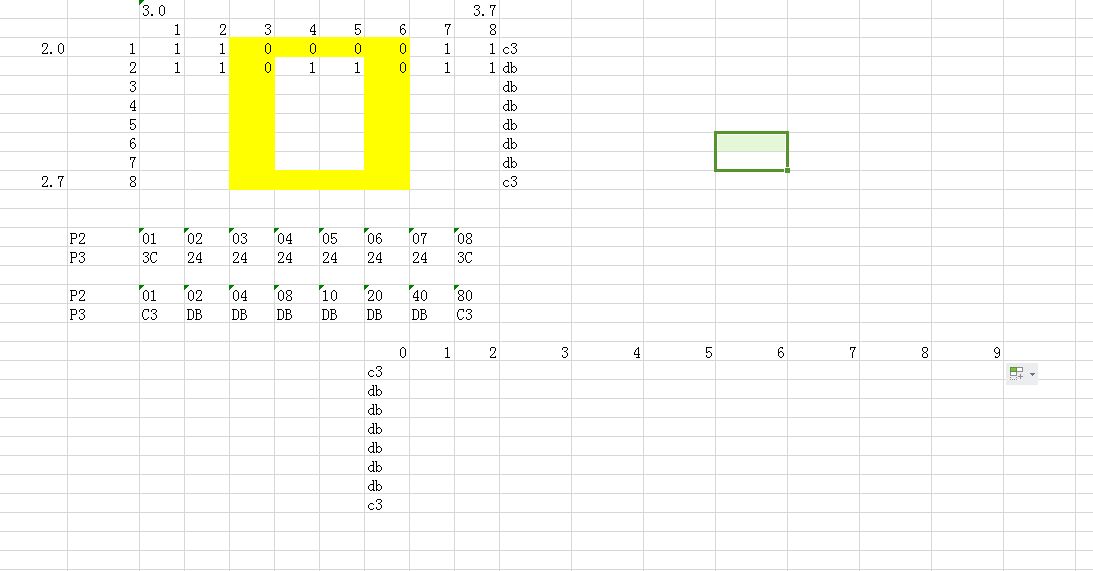 3.0 3.7
1 2 3 4 5 6 7 8
2.0 1 1 1 0 0 0 0 1 1 c3
2 1 1 0 1 1 0 1 1 db
3 db
4 db
5 db
6 db
7 db
2.7 8 c3
P2 01 02 03 04 05 06 07 08
P3 3C 24 24 24 24 24 24 3C
P2 01 02 04 08 10 20 40 80
P3 C3 DB DB DB DB DB DB C3
0 1 2 3 4 5 6 7 8 9
c3
db
db
db
db
db
db
c3